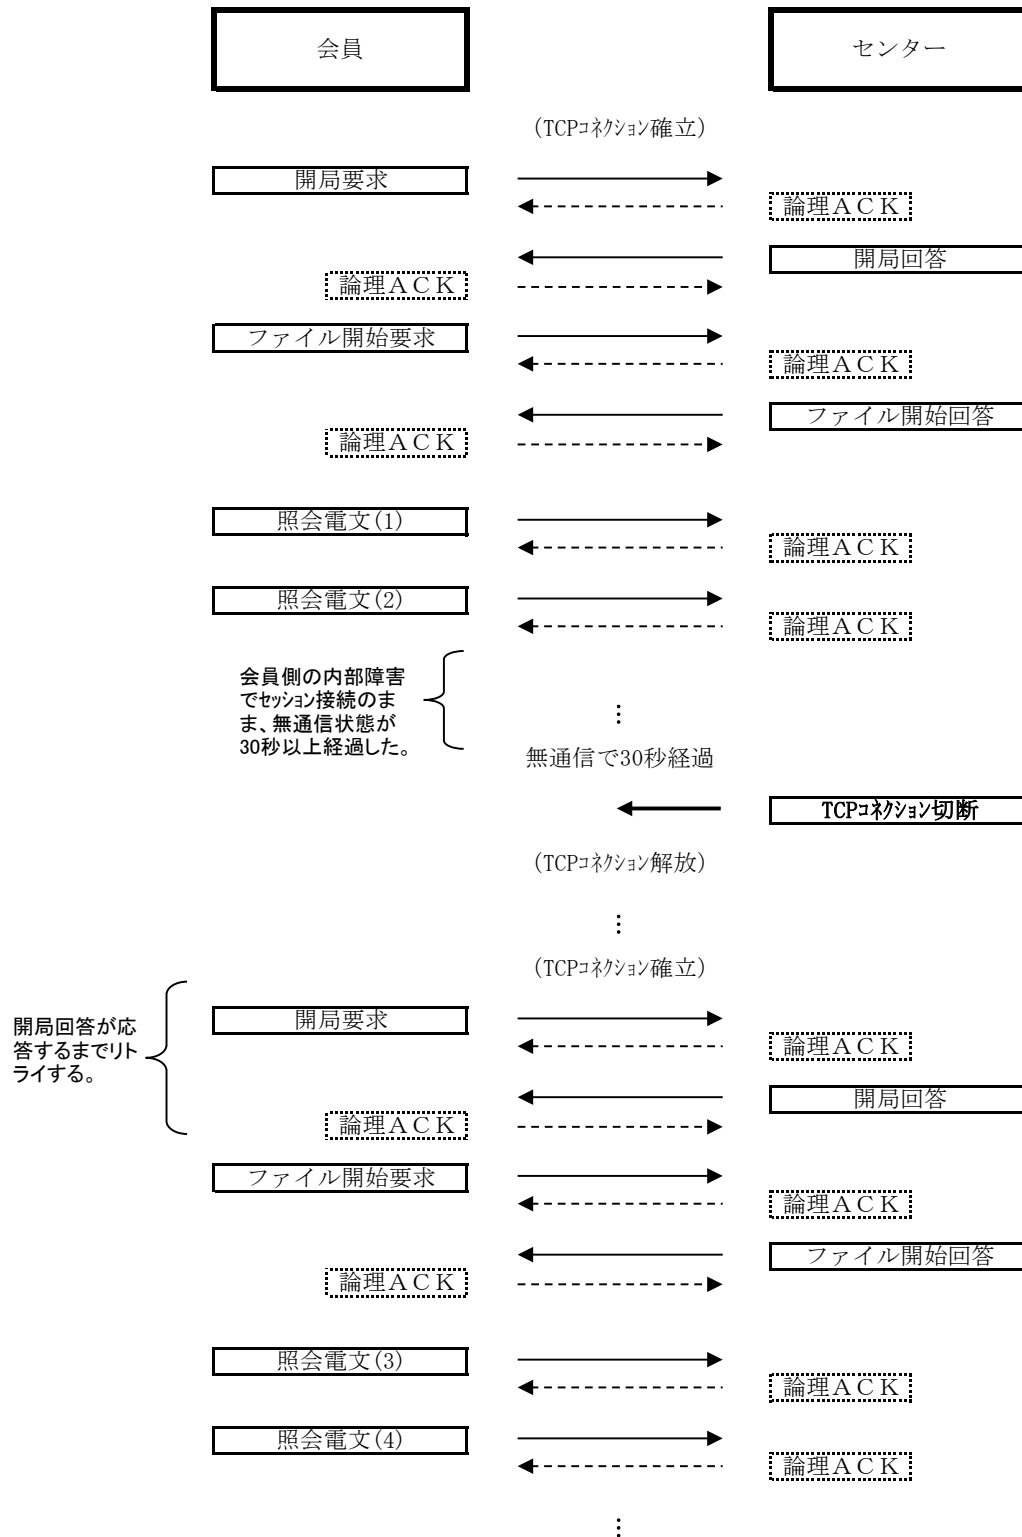 会員
センター
(TCPｺﾈｸｼｮﾝ確立)
開局要求
論理ＡＣＫ
開局回答
論理ＡＣＫ
ファイル開始要求
論理ＡＣＫ
ファイル開始回答
論理ＡＣＫ
照会電文(1)
論理ＡＣＫ
照会電文(2)
論理ＡＣＫ
会員側の内部障害
でｾｯｼｮﾝ接続のま
ま、無通信状態が
30秒以上経過した。
⋮
無通信で30秒経過
TCPｺﾈｸｼｮﾝ切断
(TCPｺﾈｸｼｮﾝ解放)
⋮
(TCPｺﾈｸｼｮﾝ確立)
開局要求
開局回答が応
答するまでﾘﾄ
ﾗｲする。
論理ＡＣＫ
開局回答
論理ＡＣＫ
ファイル開始要求
論理ＡＣＫ
ファイル開始回答
論理ＡＣＫ
照会電文(3)
論理ＡＣＫ
照会電文(4)
論理ＡＣＫ
⋮